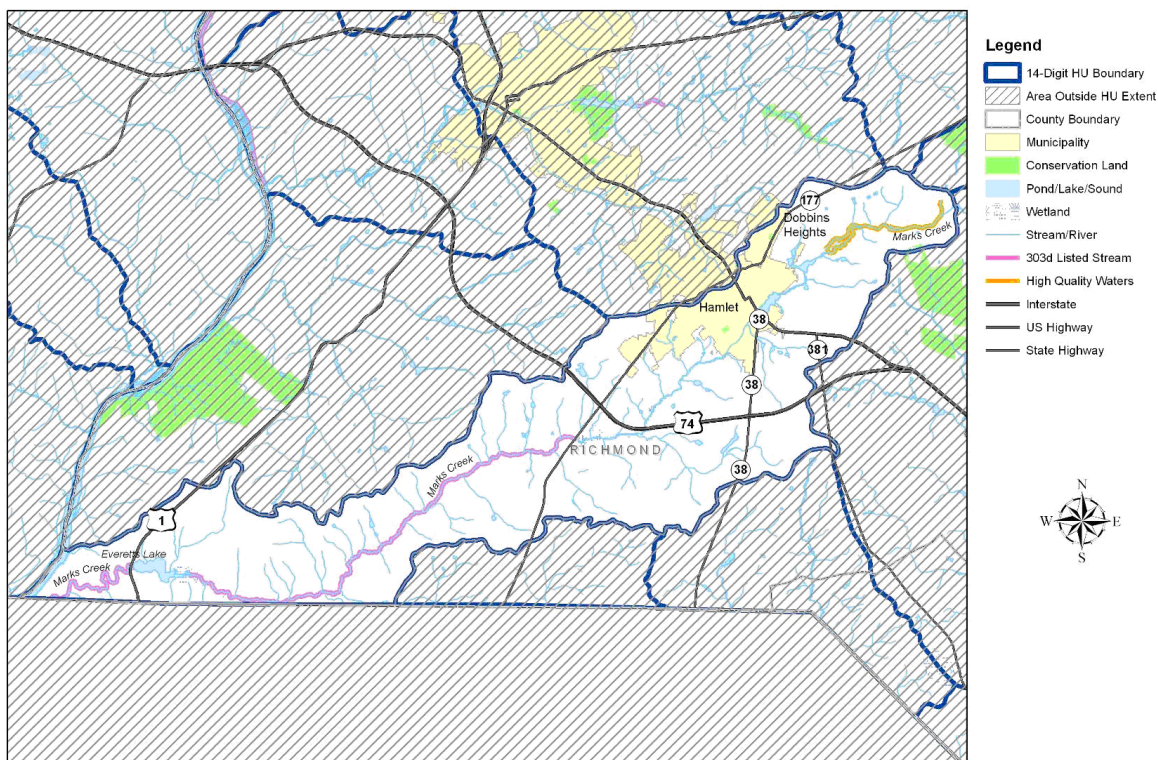 177
Dobbins
Heights
Marks Creek
Hamlet
38
381
38
74
RICHMOND
Marks Creek
38
1
Everetts Lake
Marks Creek
Legend
14-Digit HU Boundary
Area Outside HU Extent
County Boundary
Municipality
Conservation Land
Pond/Lake/Sound
Wetland
Stream/River
303d Listed Stream
High Quality Waters
Interstate
US Highway
State Highway
N
W E
S